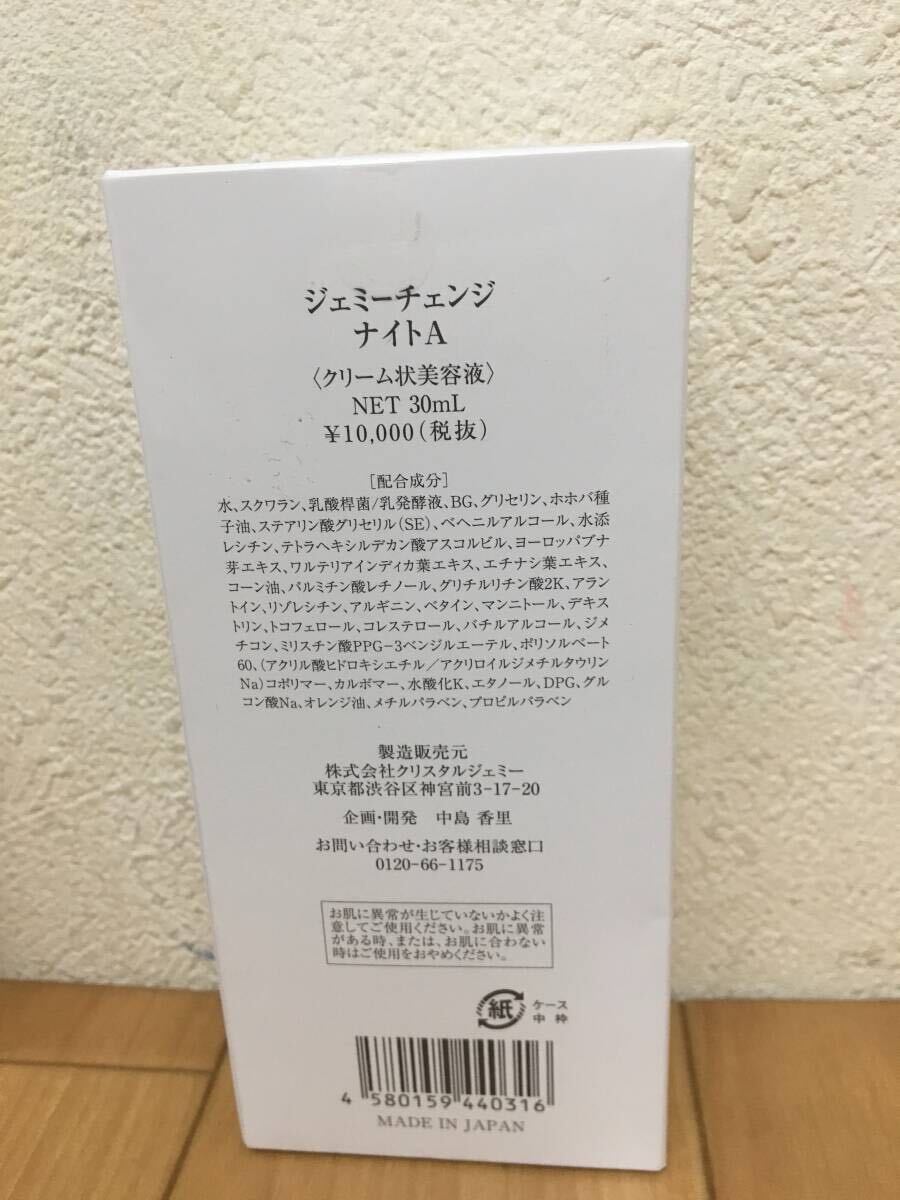 ジェミーチェンジ
ナイトA
〈クリーム状美容液〉
NET 30mL
¥10,000(税抜)
[配合成分]
水、スクワラン、乳酸桿菌/乳発酵液、BG、グリセリン、ホホバ種
子油、ステアリン酸グリセリル(SE)、ベヘニルアルコール、水添
レシチン、テトラヘキシルデカン酸アスコルビル、ヨーロッパブナ
芽エキス、ワルテリアインディカ葉エキス、エチナシ葉エキス、
コーン油、パルミチン酸レチノール、グリチルリチン酸2K、アラン
トイン、リゾレシチン、アルギニン、ベタイン、マンニトール、デキス
トリン、トコフェロール、コレステロール、バチルアルコール、ジメ
チコン、ミリスチン酸PPG-3ベンジルエーテル、ポリソルベート
60、(アクリル酸ヒドロキシエチル/アクリロイルジメチルタウリン
Na)コポリマー、カルボマー、水酸化K、エタノール、DPG、グル
コン酸Na、オレンジ油、メチルパラベン、プロピルパラベン
製造販売元
株式会社クリスタルジェミー
東京都渋谷区神宮前3-17-20
企画・開発 中島 香里
お問い合わせ・お客様相談窓口
0120-66-1175
お肌に異常が生じていないかよく注
意してご使用ください。お肌に異常
がある時、または、お肌に合わない
時はご使用をおやめください。
紙
ケース
中枠
4 580159 440316
MADE IN JAPAN